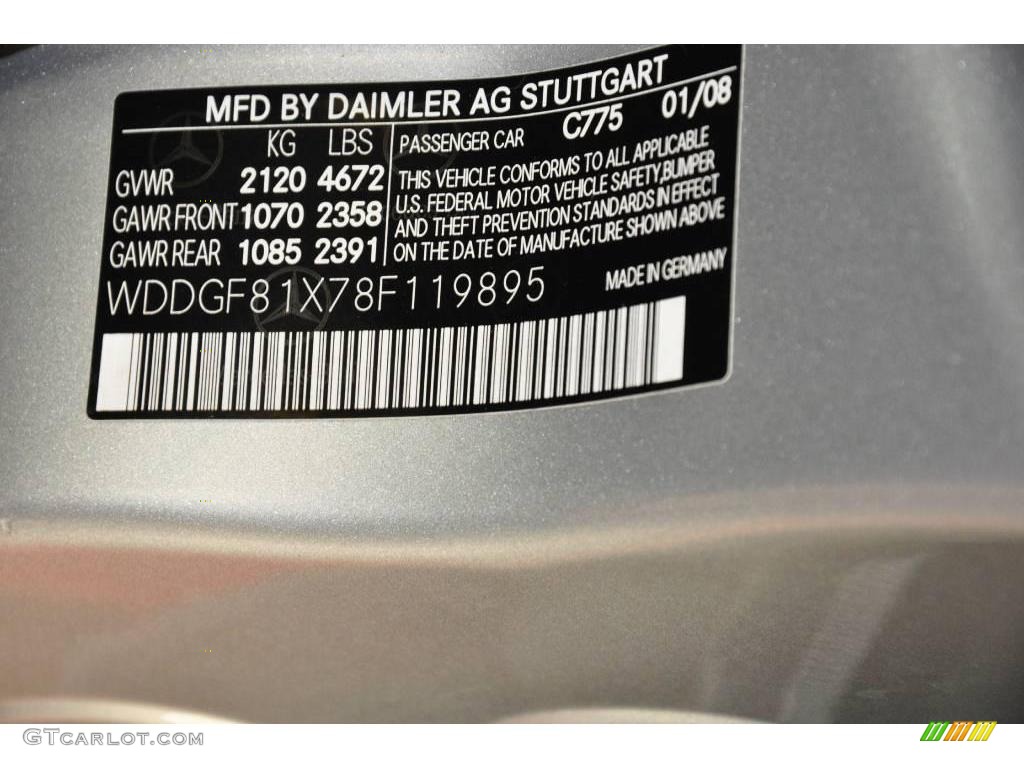 MFD BY DAIMLER AG STUTTGART
KG LBS
GVWR 2120 4672
GAWR FRONT 1070 2358
GAWR REAR 1085 2391
PASSENGER CAR C775 01/08
THIS VEHICLE CONFORMS TO ALL APPLICABLE
U.S. FEDERAL MOTOR VEHICLE SAFETY,BUMPER
AND THEFT PREVENTION STANDARDS IN EFFECT
ON THE DATE OF MANUFACTURE SHOWN ABOVE
WDDGF81X78F119895
MADE IN GERMANY
GTCARLOT.COM